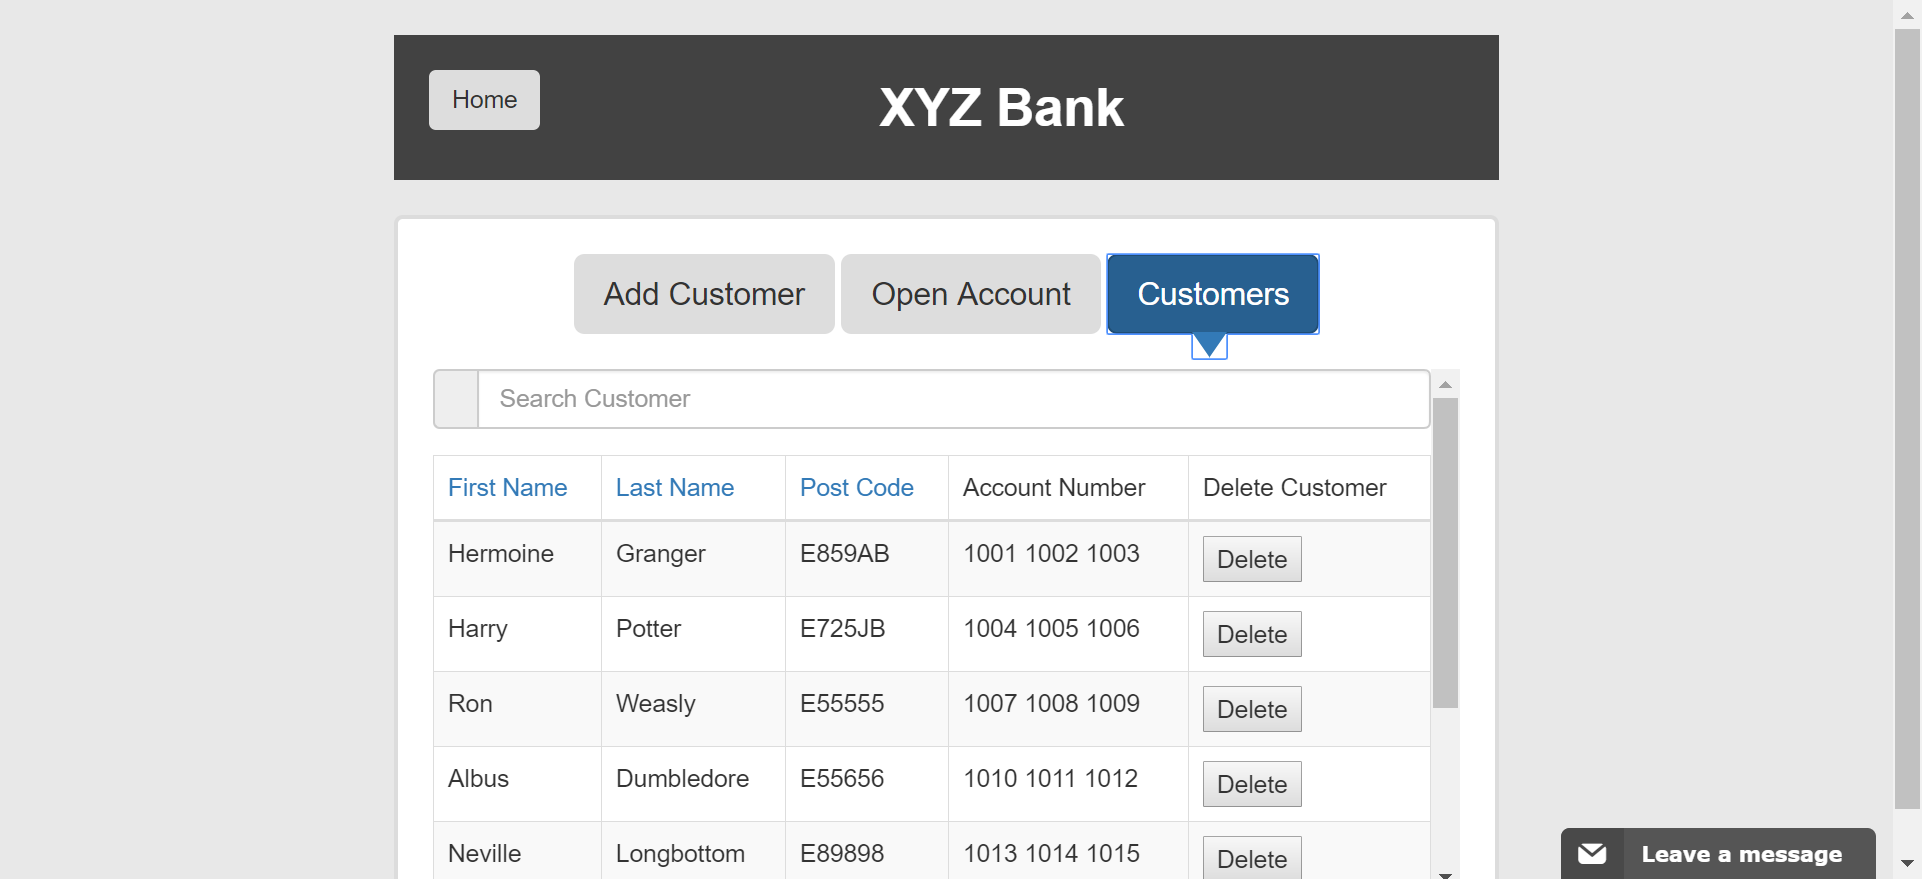 Home
XYZ Bank
Add Customer Open Account Customers
Search Customer
First Name Last Name Post Code Account Number Delete Customer
Hermoine Granger E859AB 1001 1002 1003 Delete
Harry Potter E725JB 1004 1005 1006 Delete
Ron Weasly E55555 1007 1008 1009 Delete
Albus Dumbledore E55656 1010 1011 1012 Delete
Neville Longbottom E89898 1013 1014 1015 Delete
Leave a message